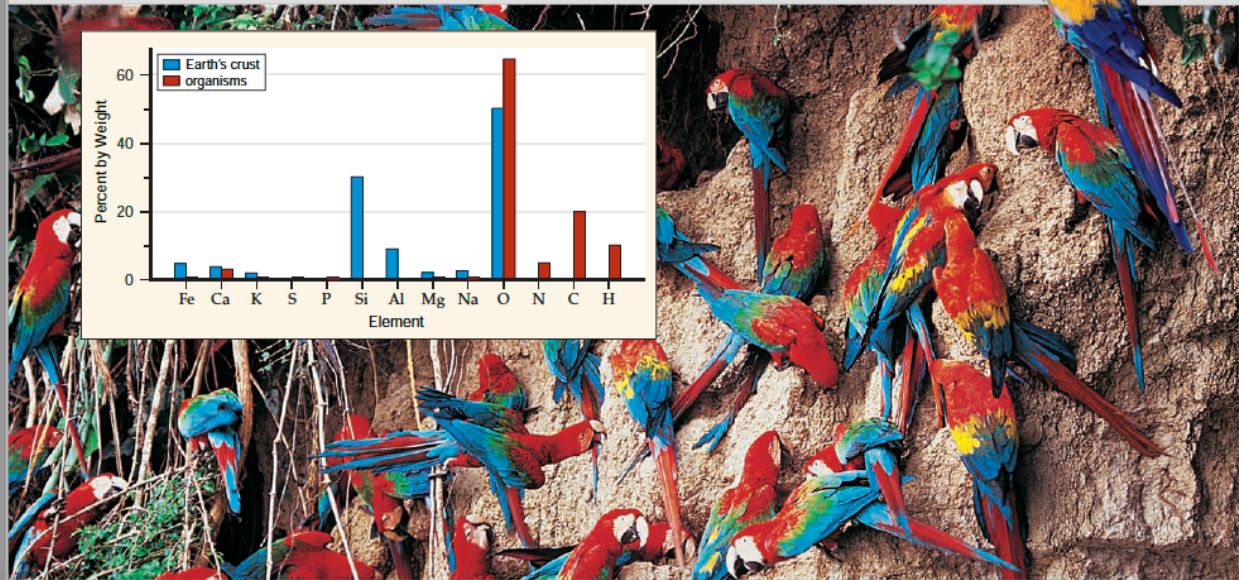 Earth's crust
organisms
Percent by Weight
60
40
20
0
Fe Ca K S P Si Al Mg Na O N C H
Element